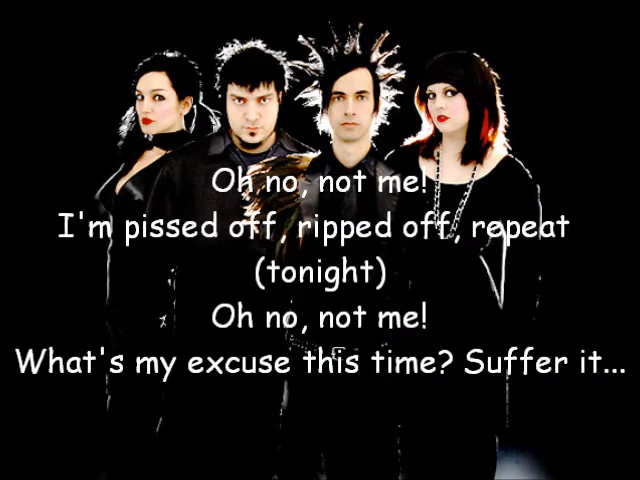 Oh no, not me!
I'm pissed off, ripped off, repeat
(tonight)
Oh no, not me!
What's my excuse this time? Suffer it...